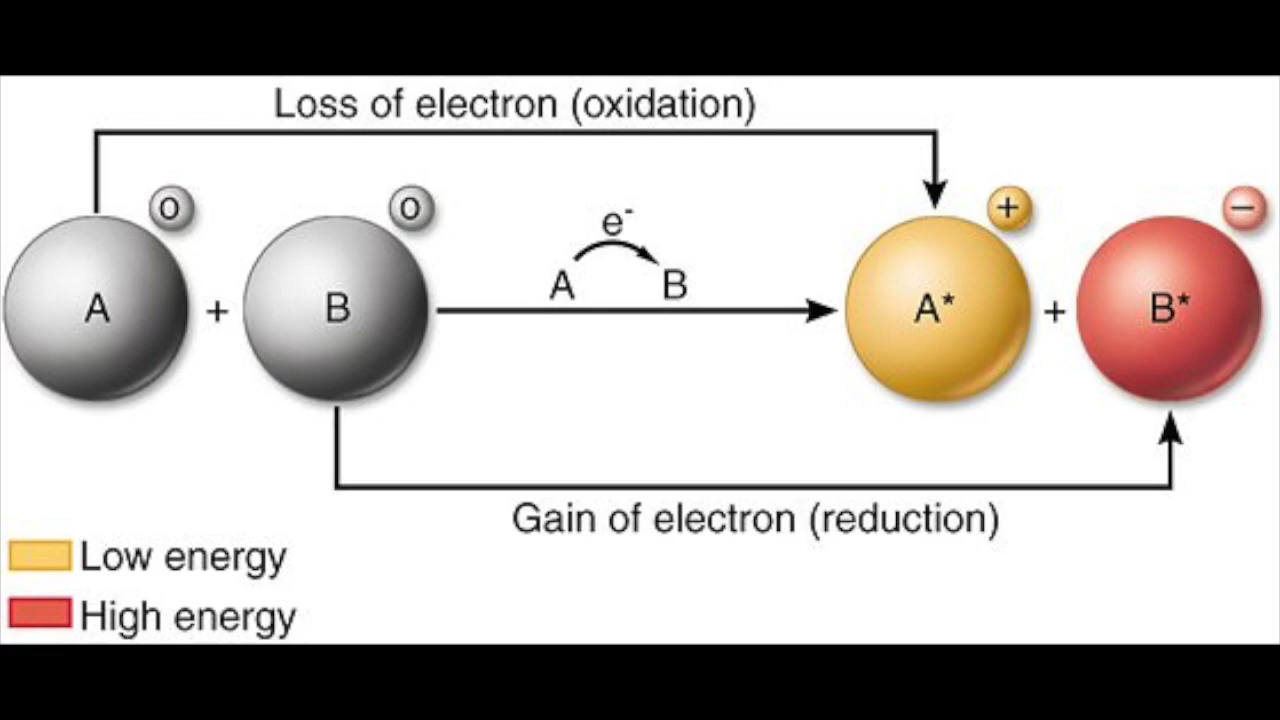 Loss of electron (oxidation)
o o e- + −
A + B A B A* + B*
Gain of electron (reduction)
Low energy
High energy